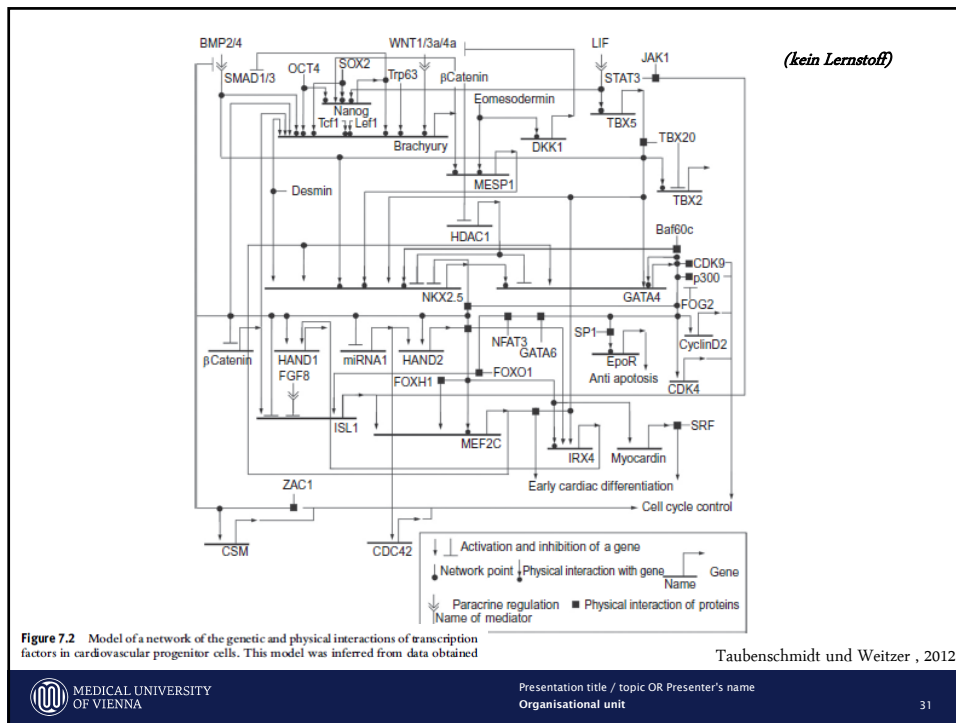 BMP2/4
WNT1/3a/4a
LIF
JAK1
(kein Lernstoff)
SMAD1/3
OCT4
SOX2
Trp63
βCatenin
STAT3
Nanog
Eomesodermin
Tcf1
Lef1
TBX5
Brachyury
DKK1
TBX20
MESP1
Desmin
TBX2
HDAC1
Baf60c
CDK9
p300
NKX2.5
GATA4
FOG2
NFAT3
SP1
CyclinD2
βCatenin
HAND1
miRNA1
HAND2
GATA6
EpoR
FGF8
FOXH1
FOXO1
Anti apotosis
CDK4
ISL1
MEF2C
IRX4
Myocardin
SRF
ZAC1
Early cardiac differentiation
Cell cycle control
CSM
CDC42
Activation and inhibition of a gene
Network point
Physical interaction with gene
Name
Gene
Paracrine regulation
Physical interaction of proteins
Name of mediator
Figure 7.2 Model of a network of the genetic and physical interactions of transcription
factors in cardiovascular progenitor cells. This model was inferred from data obtained
Taubenschmidt und Weitzer , 2012
MEDICAL UNIVERSITY
OF VIENNA
Presentation title / topic OR Presenter's name
Organisational unit
31